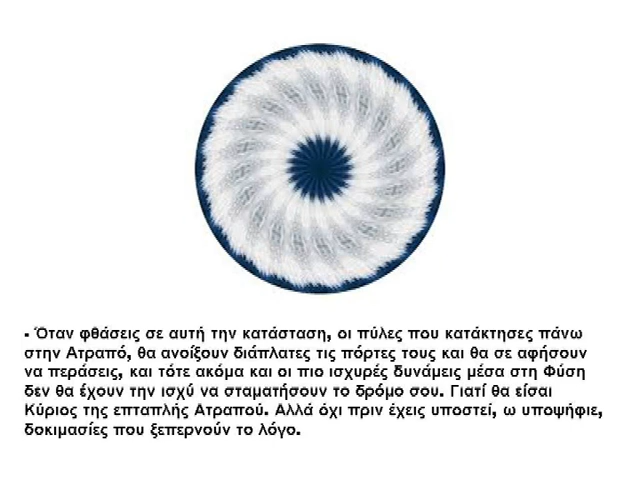 - Όταν φθάσεις σε αυτή την κατάσταση, οι πύλες που κατάκτησες πάνω
στην Ατραπό, θα ανοίξουν διάπλατες τις πόρτες τους και θα σε αφήσουν
να περάσεις, και τότε ακόμα και οι πιο ισχυρές δυνάμεις μέσα στη Φύση
δεν θα έχουν την ισχύ να σταματήσουν το δρόμο σου. Γιατί θα είσαι
Κύριος της επταπλής Ατραπού. Αλλά όχι πριν έχεις υποστεί, ω υποψήφιε,
δοκιμασίες που ξεπερνούν το λόγο.